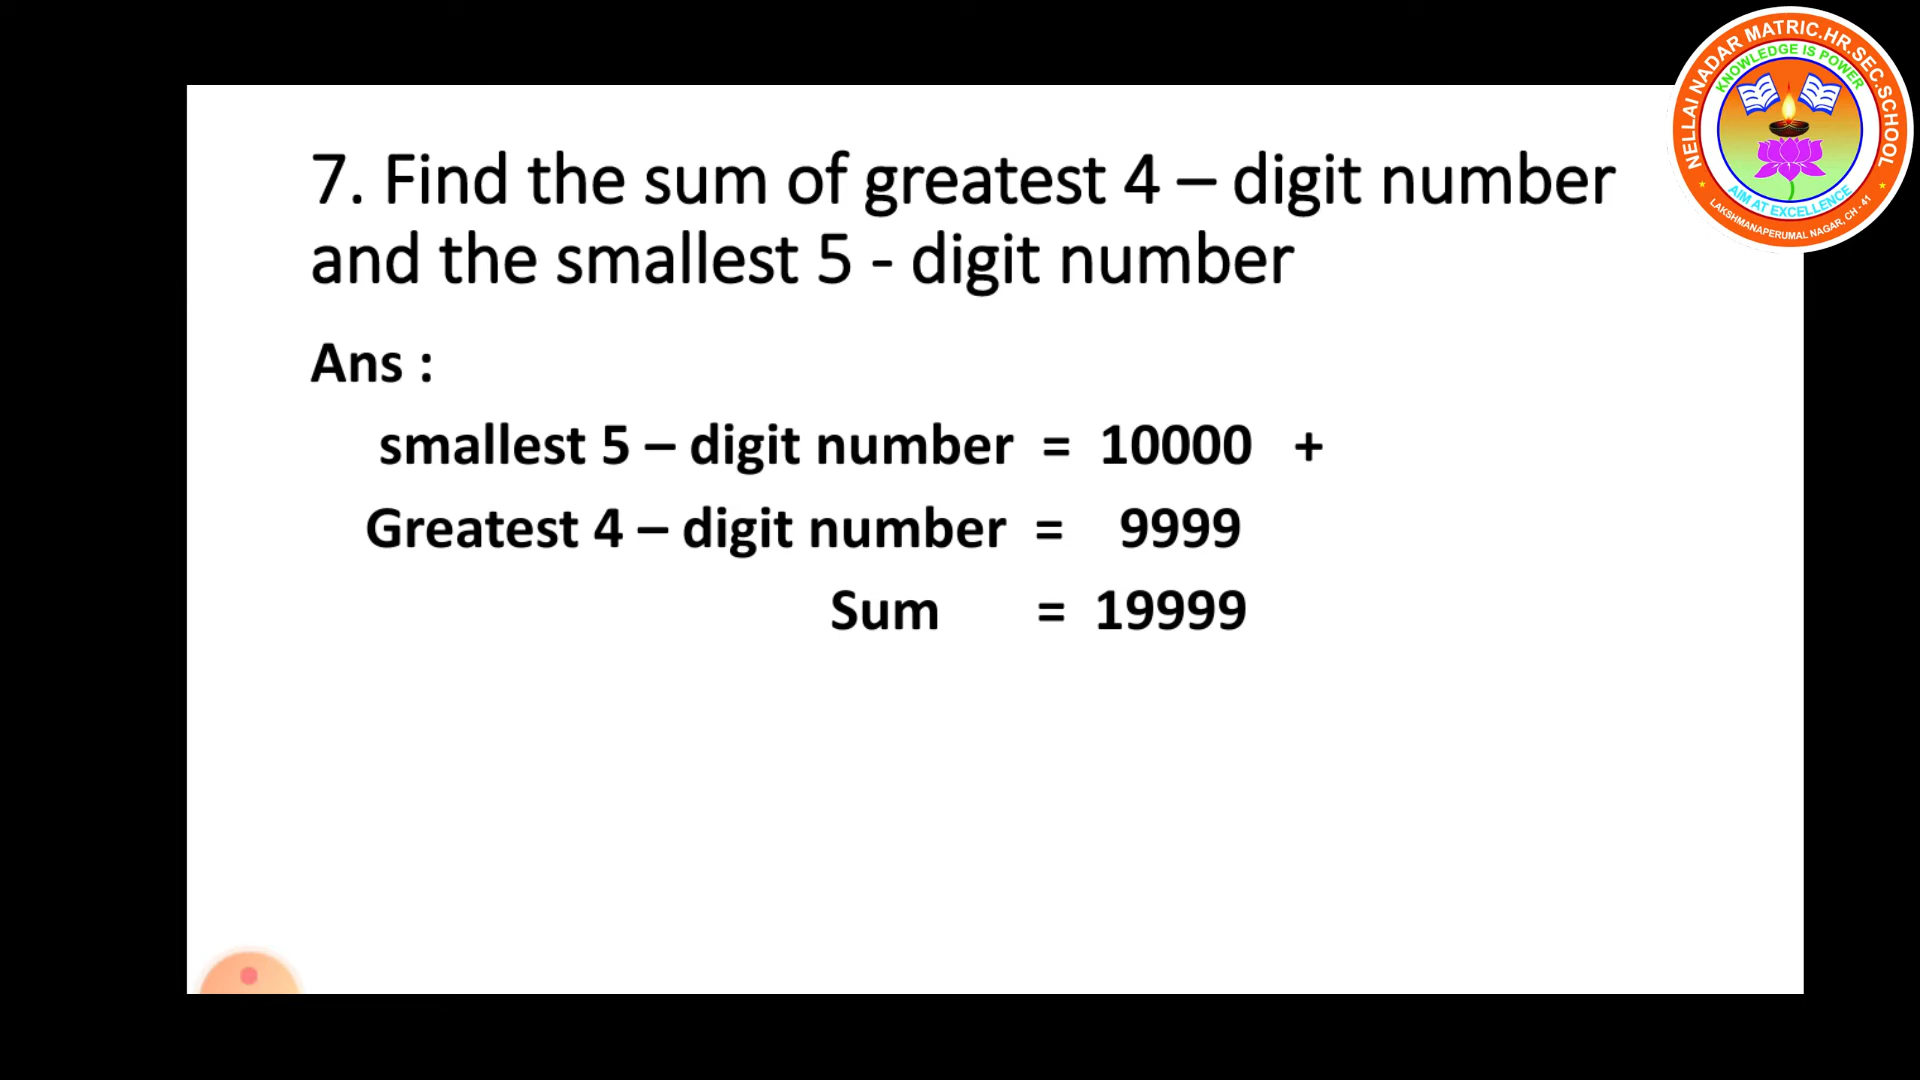 NELLAI NADAR MATRIC.HR.SEC.SCHOOL
KNOWLEDGE IS POWER
AIM AT EXCELLENCE
LAKSHMANAPERUMAL NAGAR, CH - 41
7. Find the sum of greatest 4 – digit number
and the smallest 5 - digit number
Ans :
smallest 5 – digit number = 10000 +
Greatest 4 – digit number = 9999
Sum = 19999